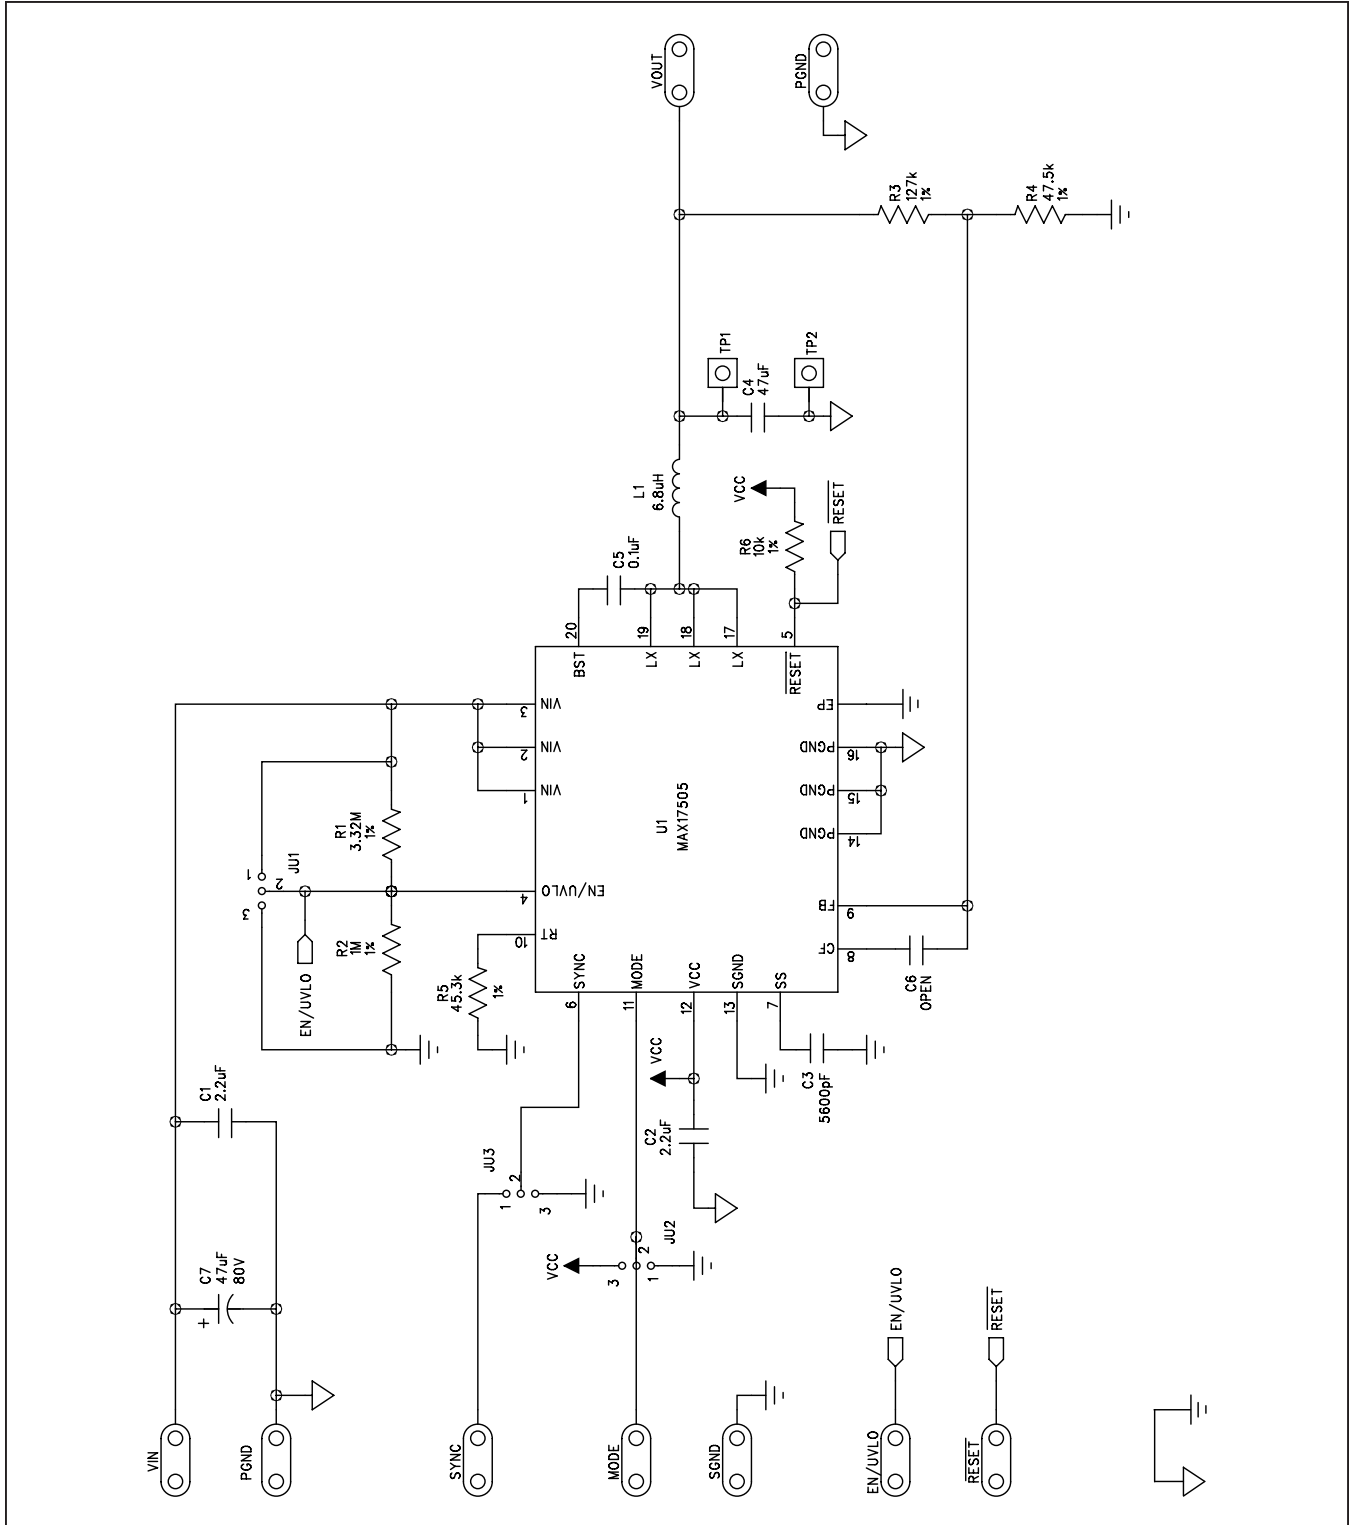 VOUT
PGND
R3
127k
1%
R4
47.5k
1%
TP1
C4
47uF
TP2
L1
6.8uH
VCC
R6
10k
1%
RESET
C5
0.1uF
20
19
18
17
5
BST
LX
LX
LX
RESET
3
VIN
2
VIN
1
VIN
4
EN/UVLO
10
RT
EP
PGND
16
PGND
15
PGND
14
FB
9
CF
8
U1
MAX17505
R1
3.32M
1%
JU1
1
2
3
R2
1M
1%
EN/UVLO
R5
45.3k
1%
SYNC
6
MODE
11
VCC
12
SGND
13
SS
7
C6
OPEN
C1
2.2uF
VCC
C3
5600pF
C2
2.2uF
JU3
1
2
3
VCC
JU2
3
2
1
C7
47uF
80V
+
EN/UVLO
RESET
VIN
PGND
SYNC
MODE
SGND
EN/UVLO
RESET